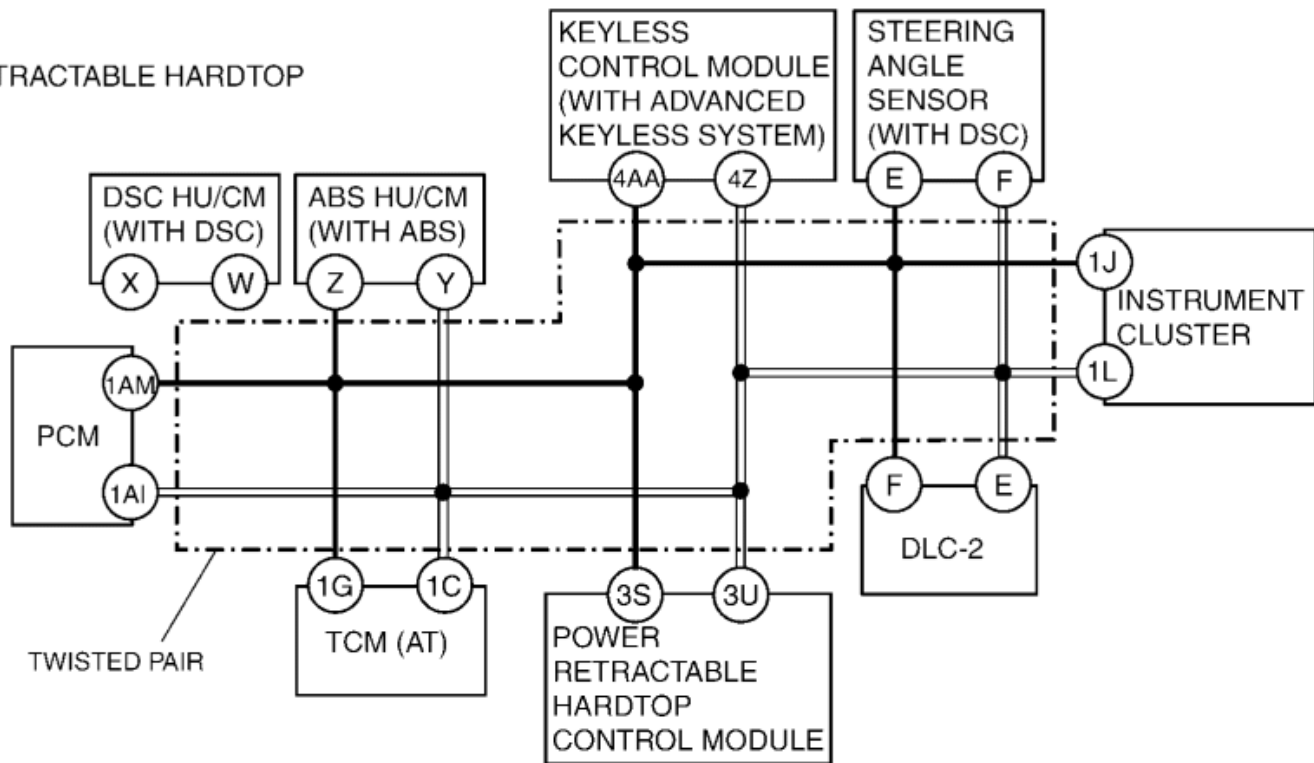 TRACTABLE HARDTOP
KEYLESS
CONTROL MODULE
(WITH ADVANCED
KEYLESS SYSTEM)
4AA
4Z
STEERING
ANGLE
SENSOR
(WITH DSC)
E
F
DSC HU/CM
(WITH DSC)
X
W
ABS HU/CM
(WITH ABS)
Z
Y
1J
INSTRUMENT
CLUSTER
1L
1AM
PCM
1AI
F
E
DLC-2
1G
1C
TCM (AT)
3S
3U
POWER
RETRACTABLE
HARDTOP
CONTROL MODULE
TWISTED PAIR